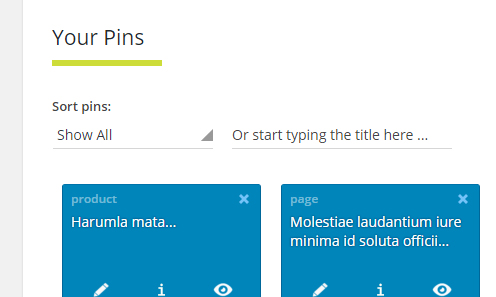 Your Pins
Sort pins:
Show All
Or start typing the title here ...
product
Harumla mata...
page
Molestiae laudantium iure
minima id soluta officii...